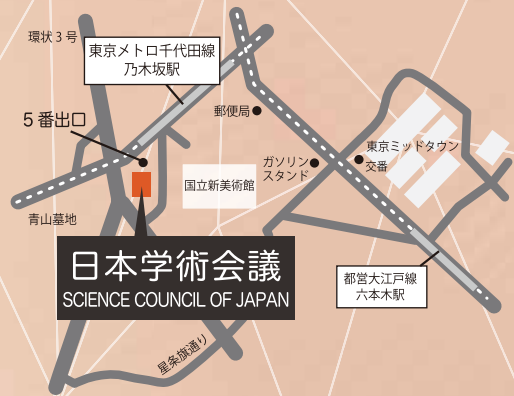 環状3号
東京メトロ千代田線
乃木坂駅
5番出口
郵便局
ガソリン
スタンド
東京ミッドタウン
交番
国立新美術館
青山墓地
日本学術会議
SCIENCE COUNCIL OF JAPAN
都営大江戸線
六本木駅
星条旗通り